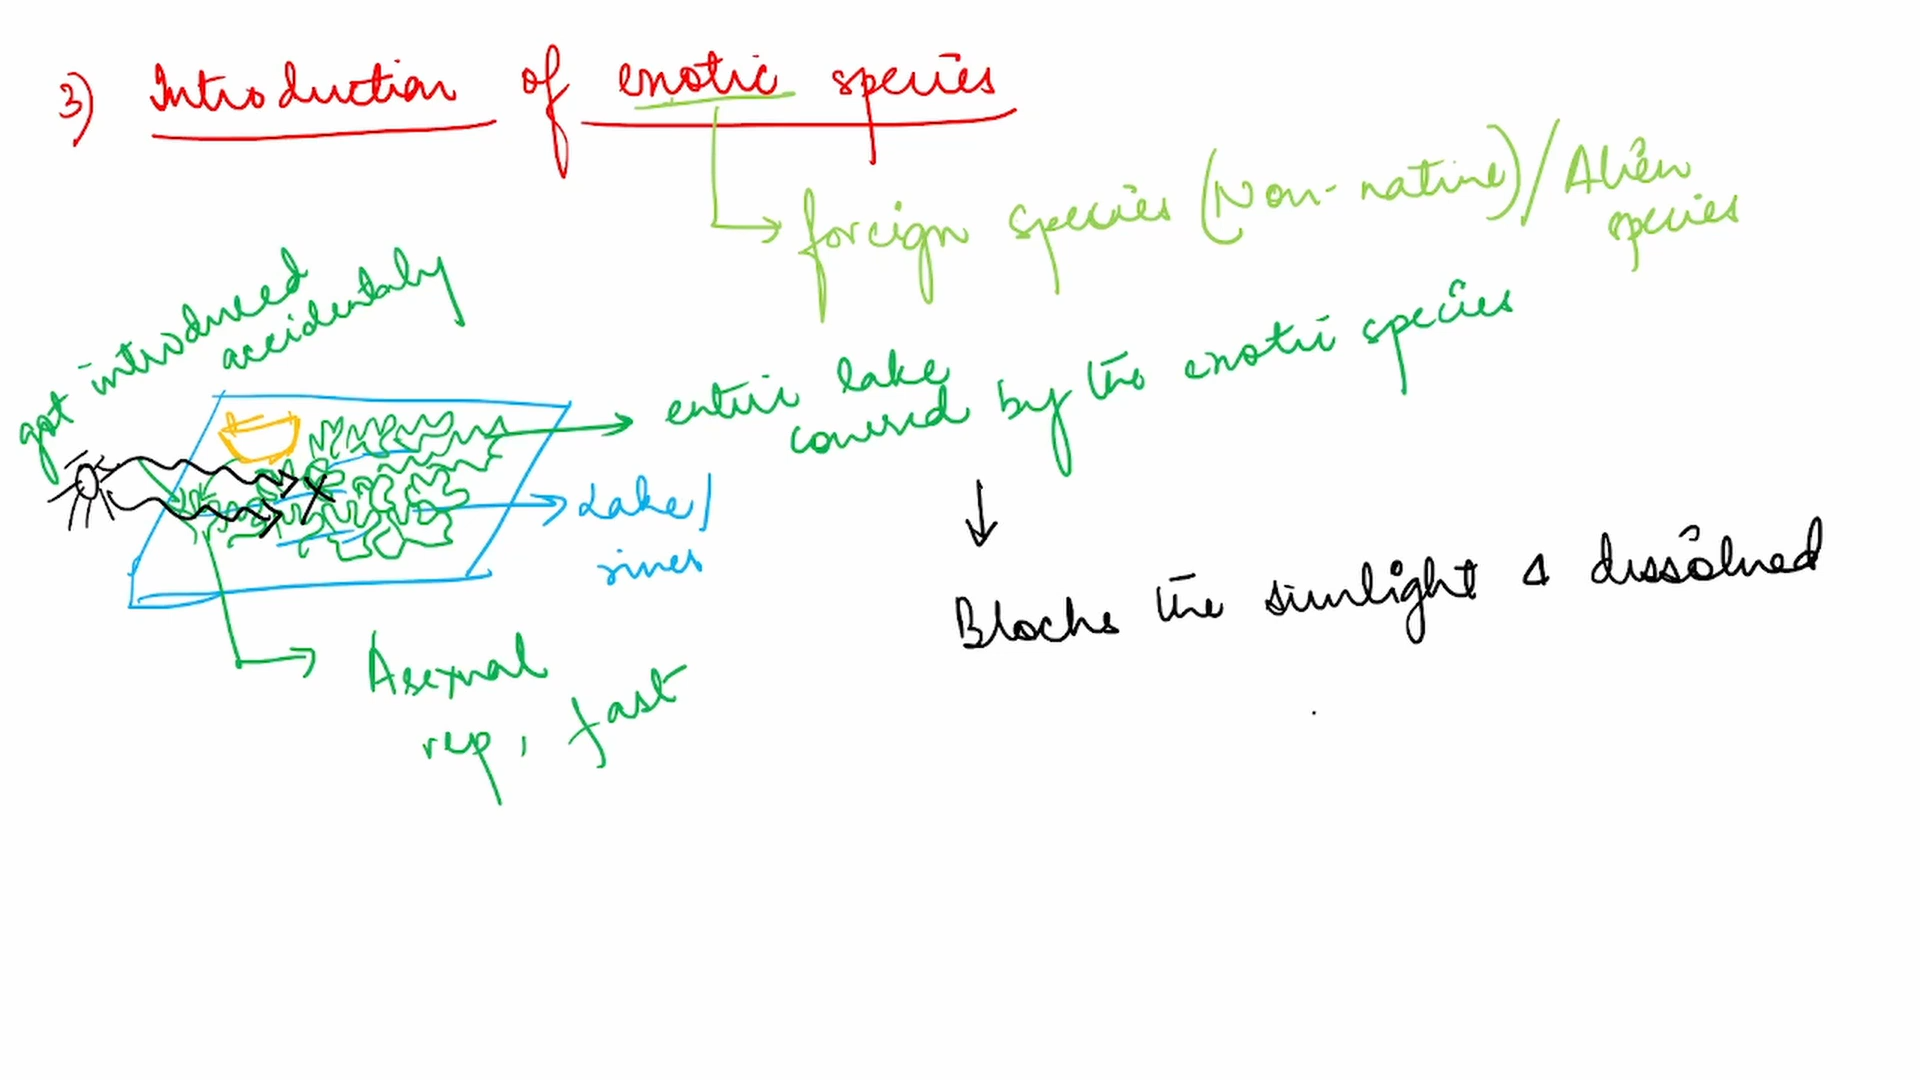 3) Introduction of exotic species
foreign species (Non-native)/Alien
species
got introduced
accidentaly
entire lake
covered by the exotic species
Lake/
river
Blocks the sunlight & dissolved
Asexual
rep, fast